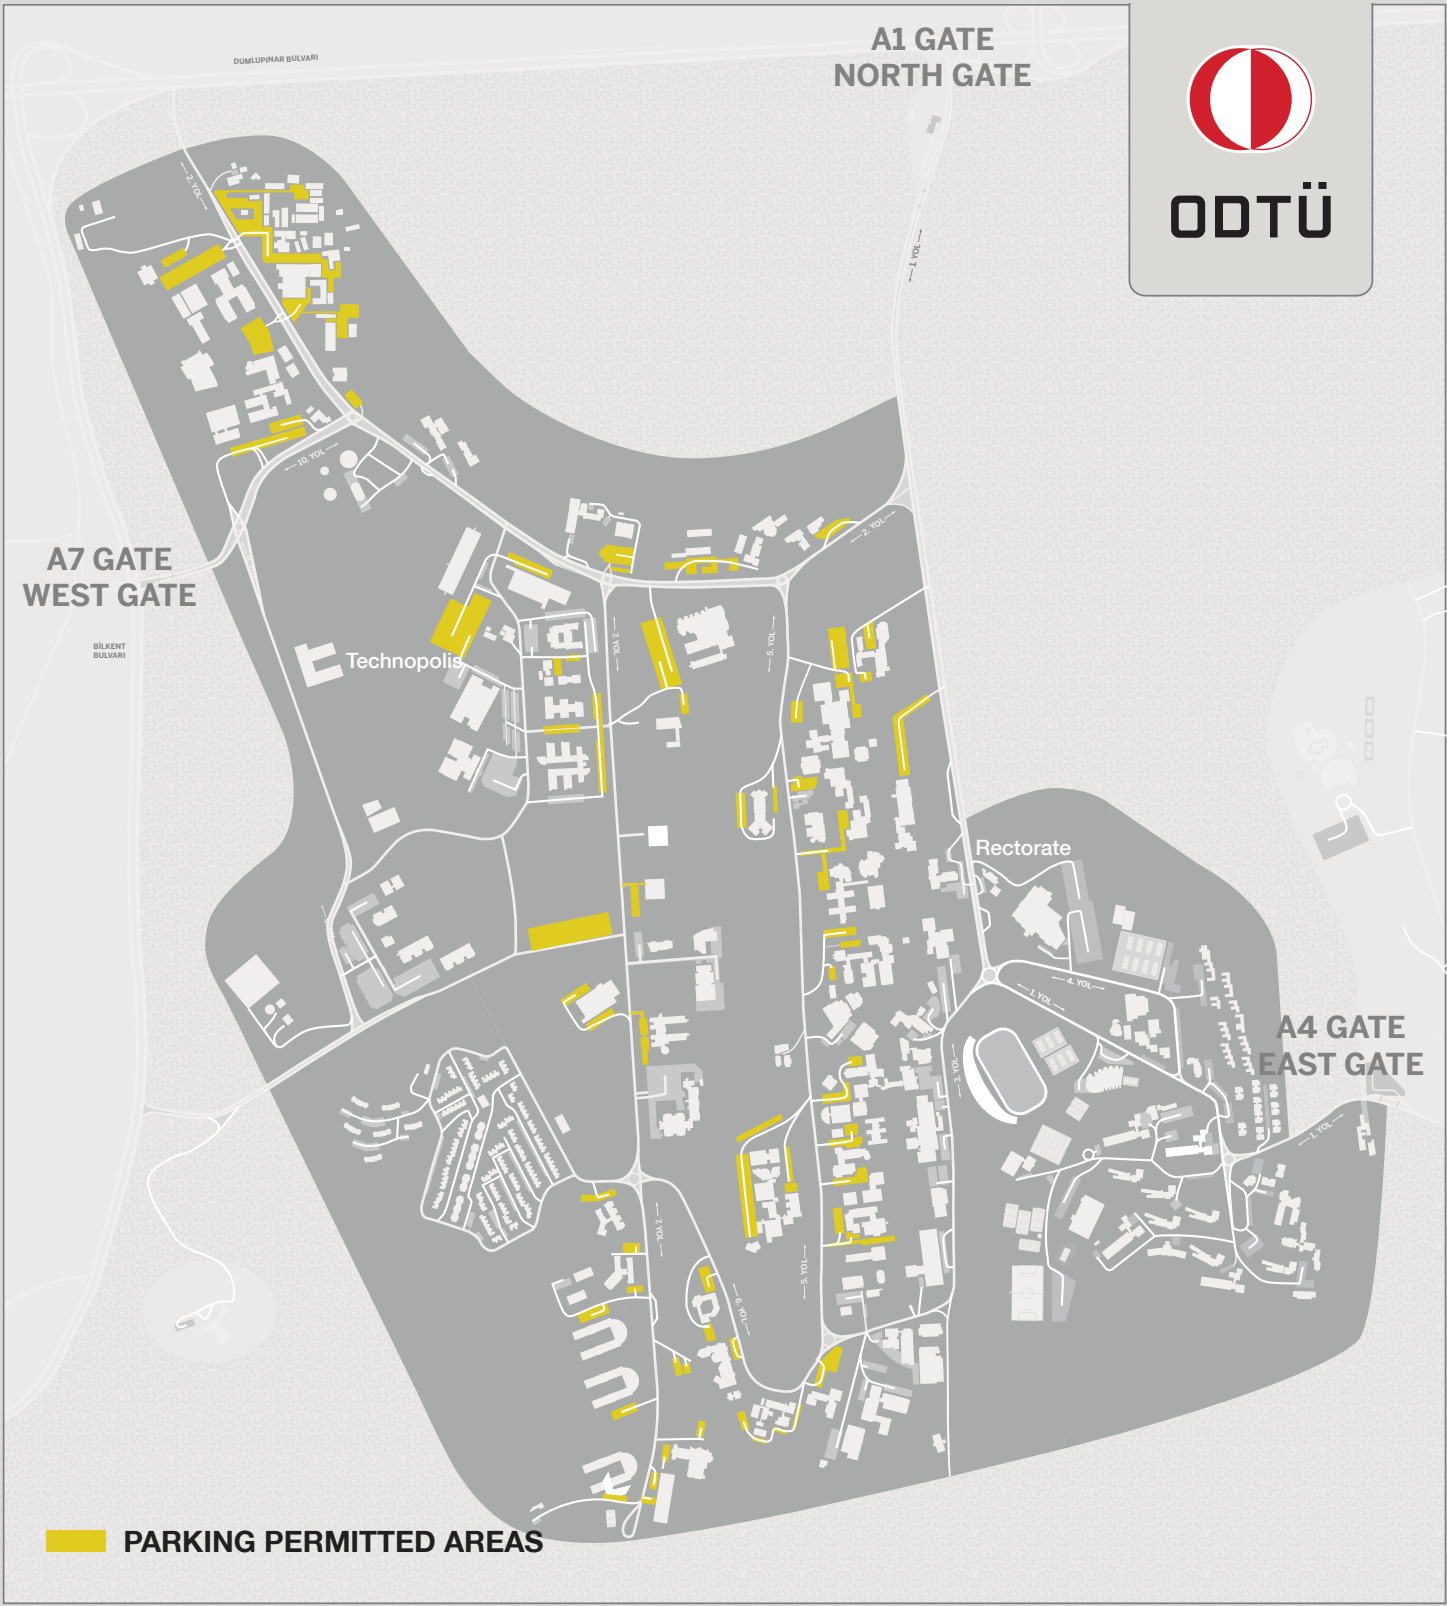 A1 GATE
NORTH GATE
DUMLUPINAR BULVARI
ODTÜ
2. YOL
1. YOL
10. YOL
2. YOL
A7 GATE
WEST GATE
BİLKENT
BULVARI
Technopolis
7. YOL
5. YOL
Rectorate
4. YOL
1. YOL
3. YOL
A4 GATE
EAST GATE
1. YOL
7. YOL
5. YOL
6. YOL
PARKING PERMITTED AREAS